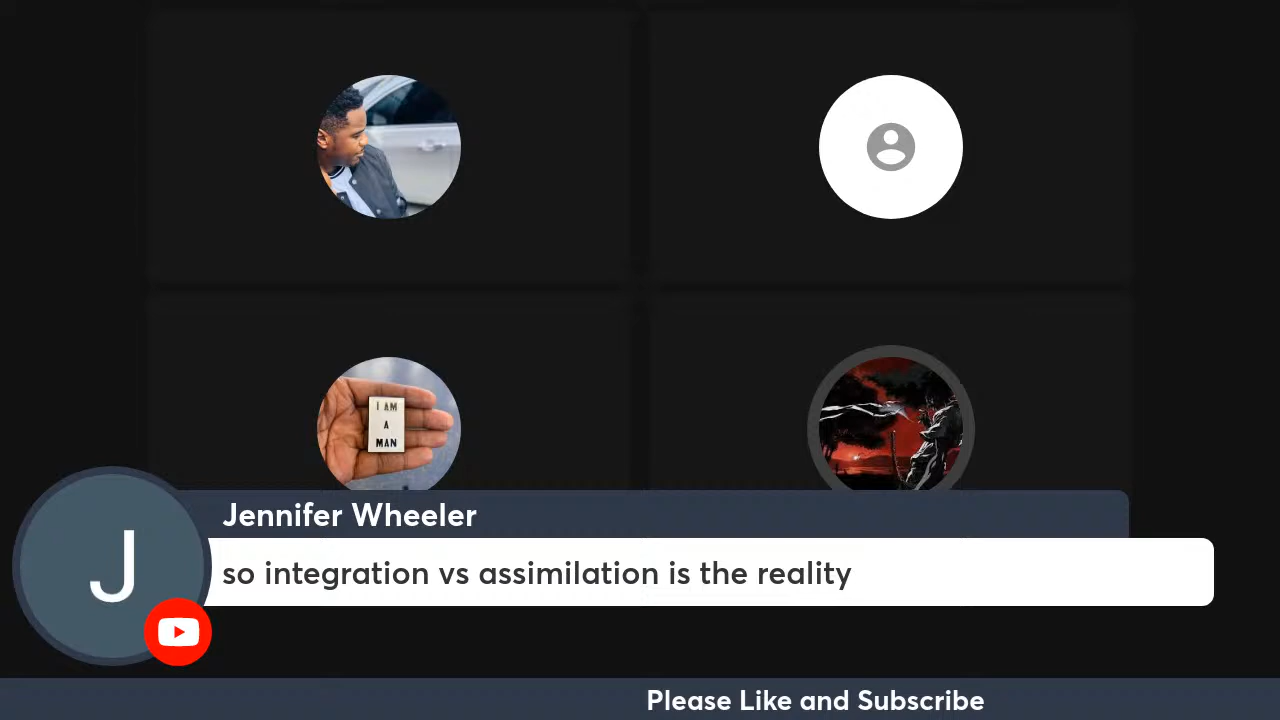 I AM
A
MAN
J
Jennifer Wheeler
so integration vs assimilation is the reality
Please Like and Subscribe